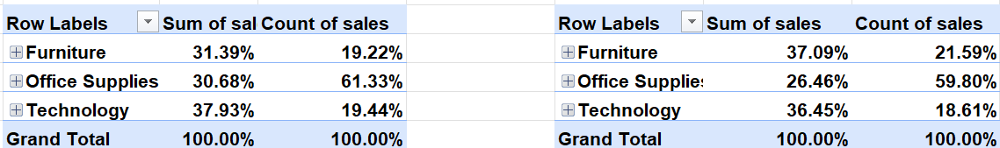 Row Labels Sum of sal Count of sales
Furniture 31.39% 19.22%
Office Supplies 30.68% 61.33%
Technology 37.93% 19.44%
Grand Total 100.00% 100.00%
Row Labels Sum of sales Count of sales
Furniture 37.09% 21.59%
Office Supplies 26.46% 59.80%
Technology 36.45% 18.61%
Grand Total 100.00% 100.00%